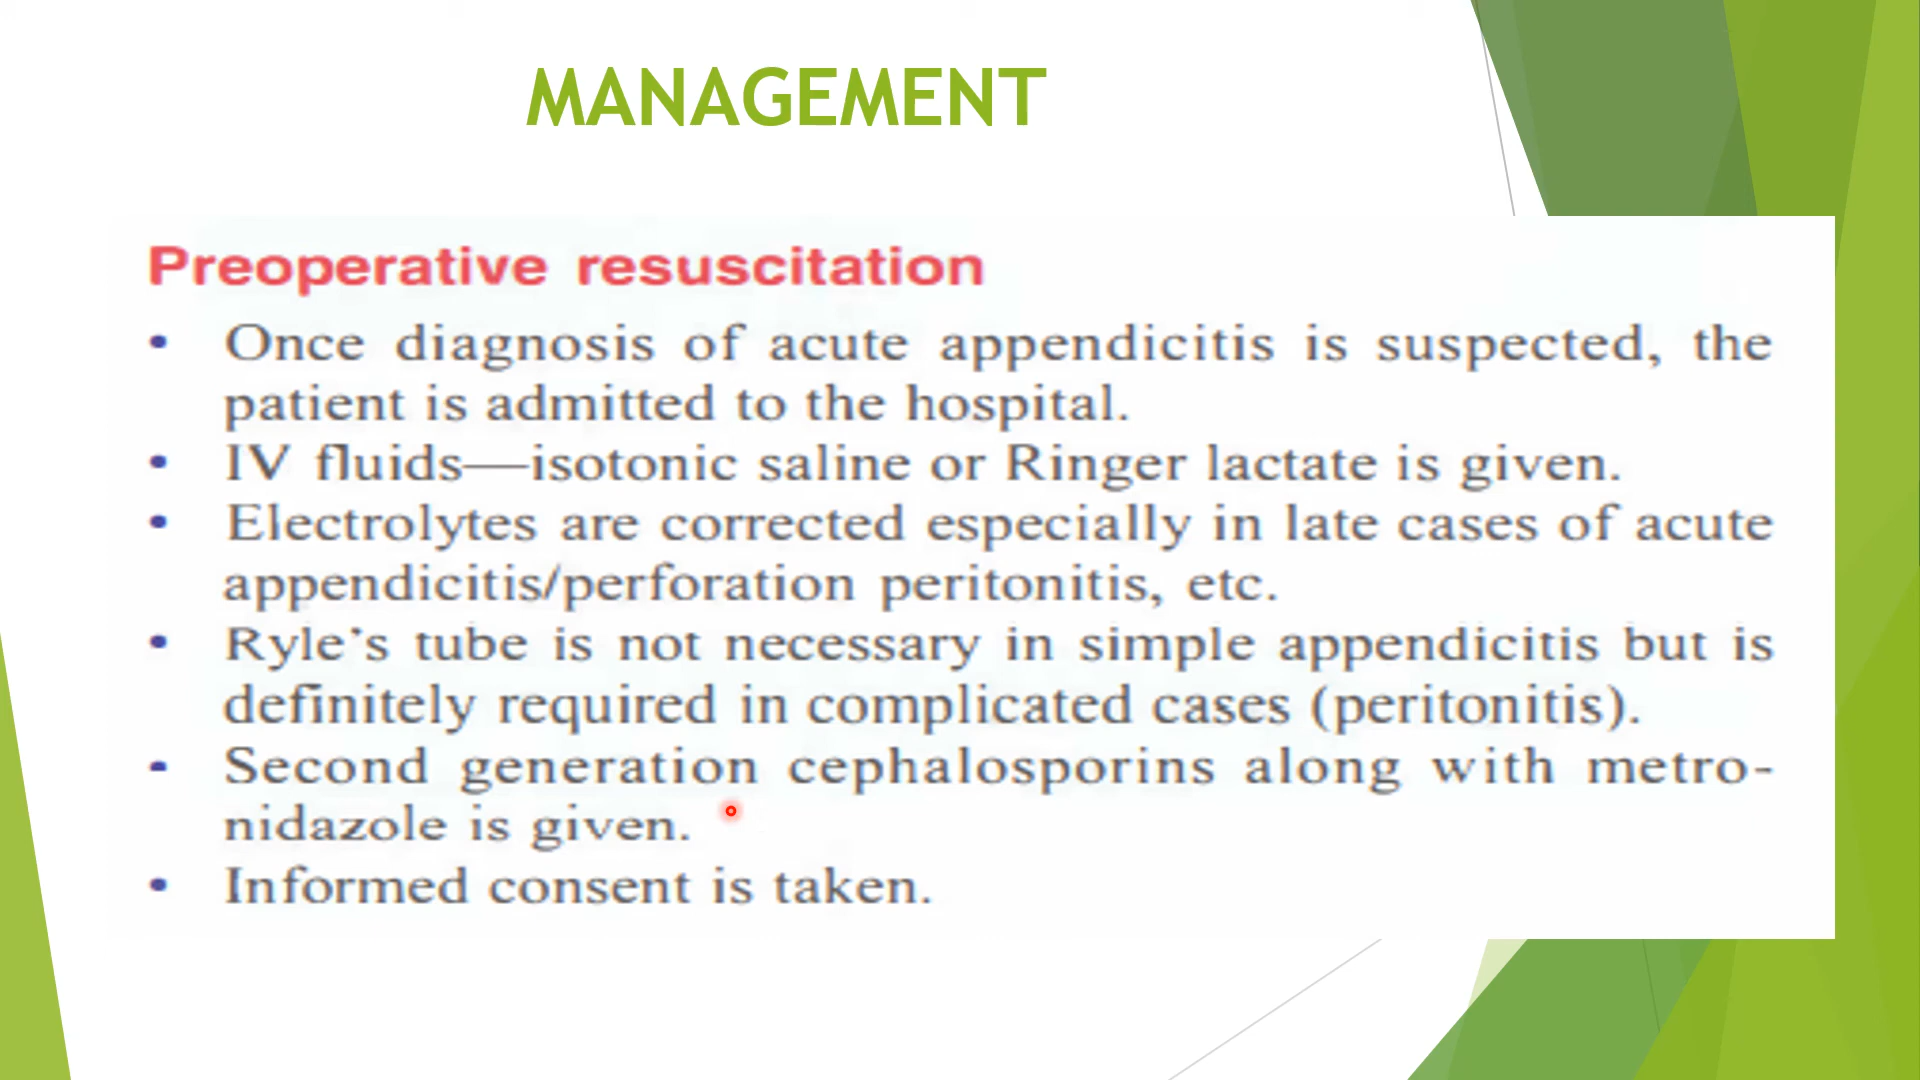 MANAGEMENT
Preoperative resuscitation
• Once diagnosis of acute appendicitis is suspected, the
patient is admitted to the hospital.
• IV fluids—isotonic saline or Ringer lactate is given.
• Electrolytes are corrected especially in late cases of acute
appendicitis/perforation peritonitis, etc.
• Ryle's tube is not necessary in simple appendicitis but is
definitely required in complicated cases (peritonitis).
• Second generation cephalosporins along with metro-
nidazole is given.
• Informed consent is taken.